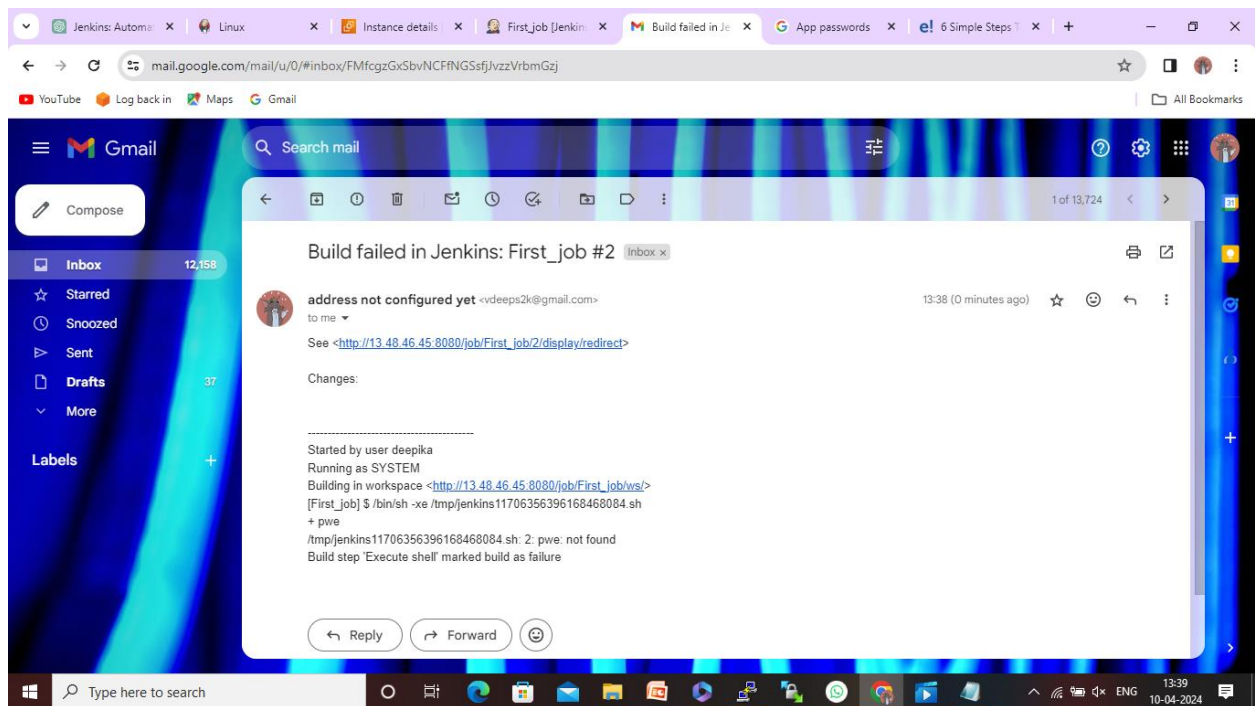 Jenkins: Automa
Linux
Instance details
First_job [Jenkin
Build failed in Je
App passwords
6 Simple Steps T
mail.google.com/mail/u/0/#inbox/FMfcgzGxSbvNCFfNGSsfjJvzzVrbmGzj
YouTube
Log back in
Maps
Gmail
All Bookmarks
Gmail
Search mail
Compose
1 of 13,724
Inbox 12,158
Starred
Snoozed
Sent
Drafts 37
More
Labels
Build failed in Jenkins: First_job #2 Inbox x
address not configured yet <vdeeps2k@gmail.com>
13:38 (0 minutes ago)
to me
See <http://13.48.46.45:8080/job/First_job/2/display/redirect>
Changes:
------------------------------------------
Started by user deepika
Running as SYSTEM
Building in workspace <http://13.48.46.45:8080/job/First_job/ws/>
[First_job] $ /bin/sh -xe /tmp/jenkins11706356396168468084.sh
+ pwe
/tmp/jenkins11706356396168468084.sh: 2: pwe: not found
Build step 'Execute shell' marked build as failure
Reply
Forward
Type here to search
ENG
13:39
10-04-2024